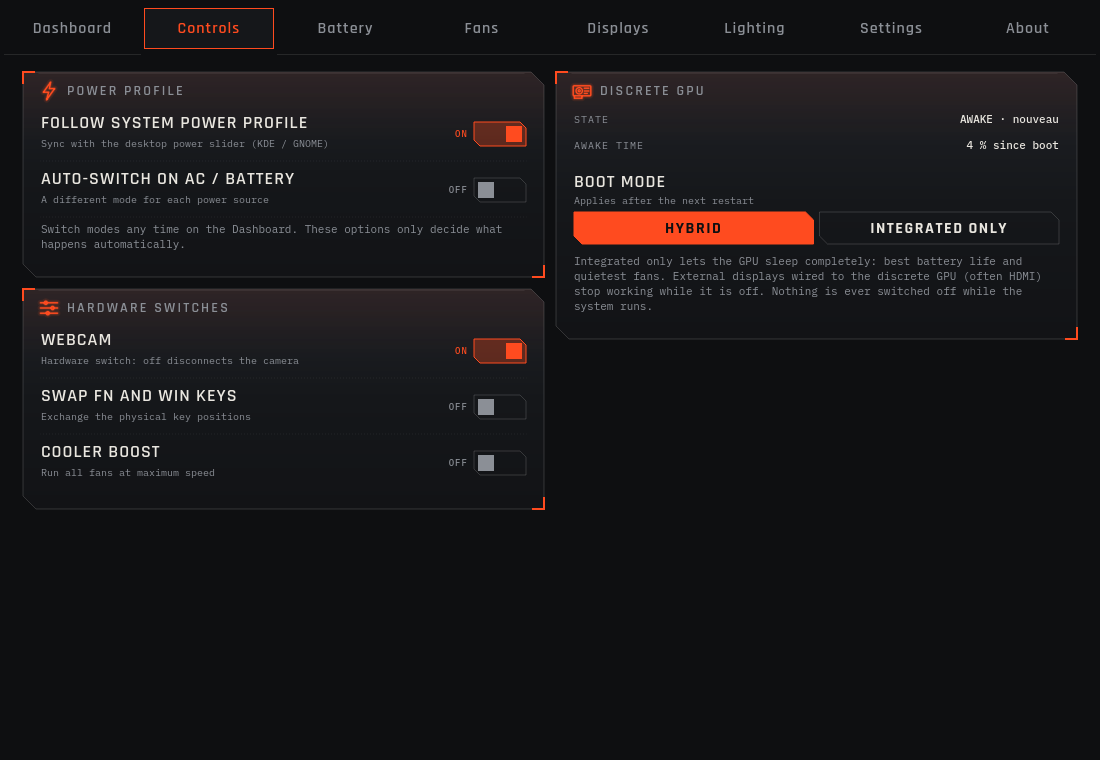 Dashboard
Controls
Battery
Fans
Displays
Lighting
Settings
About
POWER PROFILE
FOLLOW SYSTEM POWER PROFILE
Sync with the desktop power slider (KDE / GNOME)
ON
AUTO-SWITCH ON AC / BATTERY
A different mode for each power source
OFF
Switch modes any time on the Dashboard. These options only decide what
happens automatically.
HARDWARE SWITCHES
WEBCAM
Hardware switch: off disconnects the camera
ON
SWAP FN AND WIN KEYS
Exchange the physical key positions
OFF
COOLER BOOST
Run all fans at maximum speed
OFF
DISCRETE GPU
STATE
AWAKE · nouveau
AWAKE TIME
4 % since boot
BOOT MODE
Applies after the next restart
HYBRID
INTEGRATED ONLY
Integrated only lets the GPU sleep completely: best battery life and
quietest fans. External displays wired to the discrete GPU (often HDMI)
stop working while it is off. Nothing is ever switched off while the
system runs.